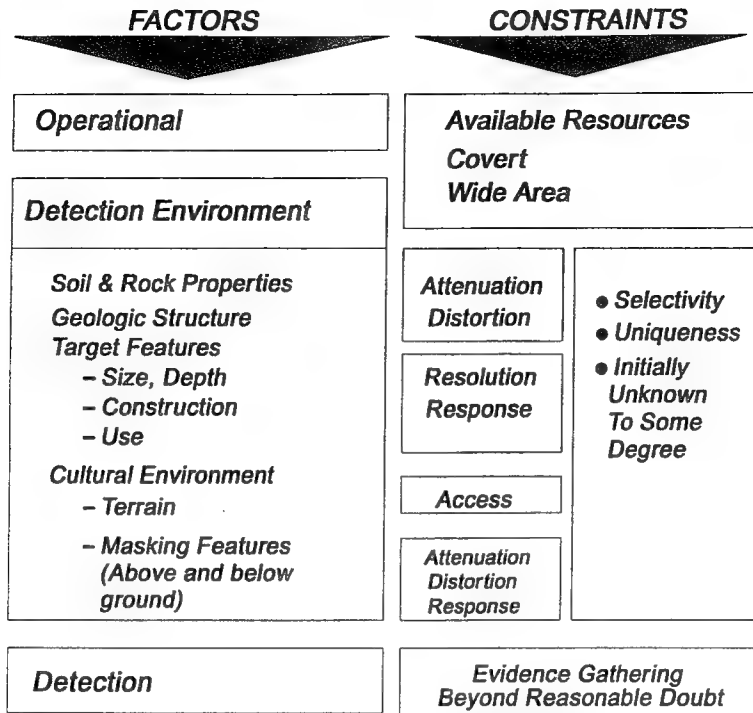 FACTORS
CONSTRAINTS
Operational
Available Resources
Covert
Wide Area
Detection Environment
Soil & Rock Properties
Geologic Structure
Target Features
– Size, Depth
– Construction
– Use
Cultural Environment
– Terrain
– Masking Features
(Above and below
ground)
Attenuation
Distortion
Resolution
Response
Access
Attenuation
Distortion
Response
● Selectivity
● Uniqueness
● Initially
Unknown
To Some
Degree
Detection
Evidence Gathering
Beyond Reasonable Doubt